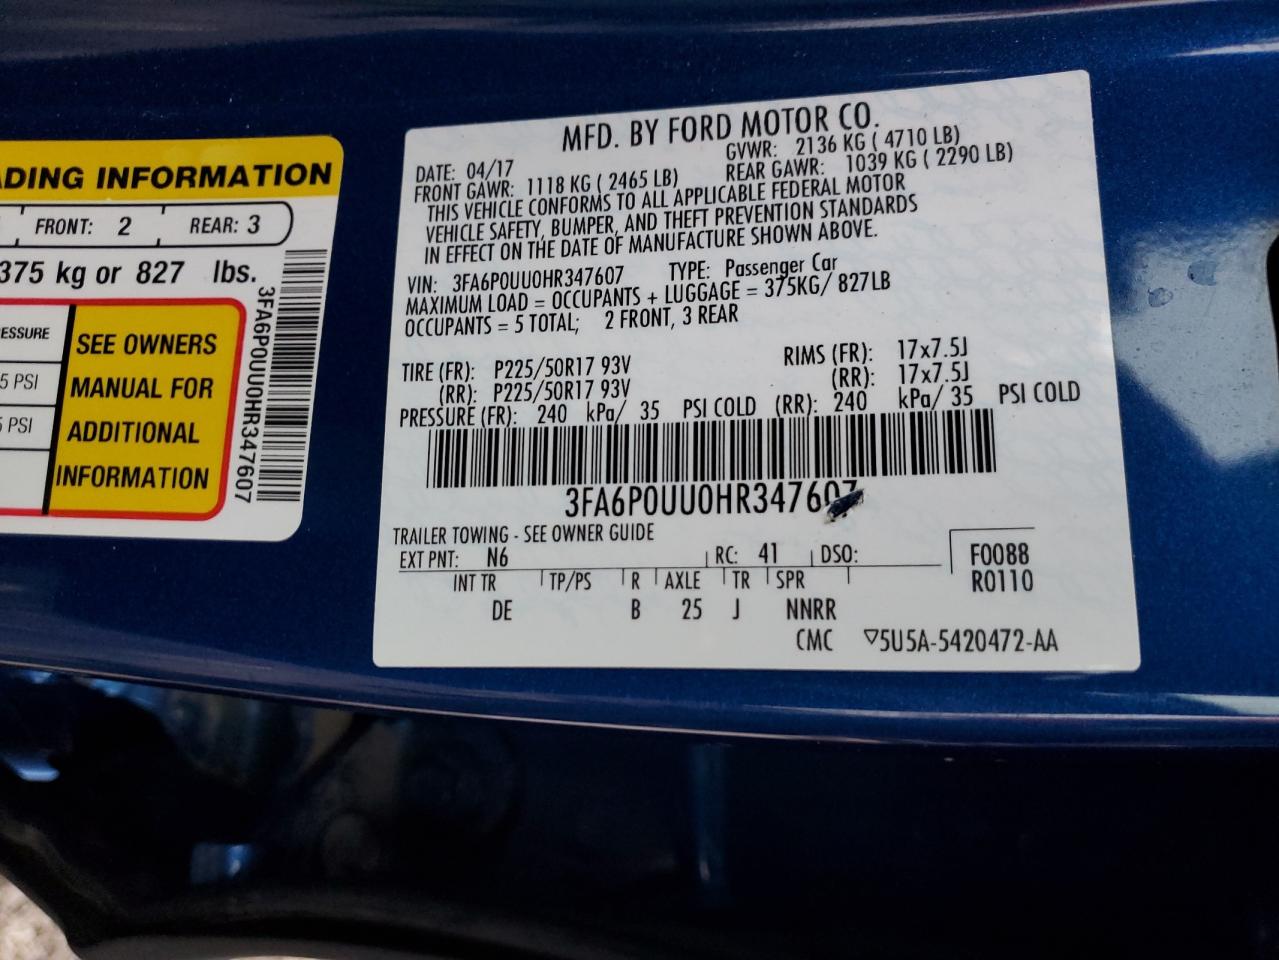 ADING INFORMATION
FRONT: 2 REAR: 3
375 kg or 827 lbs.
ESSURE
5 PSI
5 PSI
SEE OWNERS
MANUAL FOR
ADDITIONAL
INFORMATION
3FA6P0UU0HR347607
MFD. BY FORD MOTOR CO.
DATE: 04/17 GVWR: 2136 KG ( 4710 LB)
FRONT GAWR: 1118 KG ( 2465 LB) REAR GAWR: 1039 KG ( 2290 LB)
THIS VEHICLE CONFORMS TO ALL APPLICABLE FEDERAL MOTOR
VEHICLE SAFETY, BUMPER, AND THEFT PREVENTION STANDARDS
IN EFFECT ON THE DATE OF MANUFACTURE SHOWN ABOVE.
VIN: 3FA6P0UU0HR347607 TYPE: Passenger Car
MAXIMUM LOAD = OCCUPANTS + LUGGAGE = 375KG/ 827LB
OCCUPANTS = 5 TOTAL; 2 FRONT, 3 REAR
TIRE (FR): P225/50R17 93V RIMS (FR): 17x7.5J
(RR): P225/50R17 93V (RR): 17x7.5J
PRESSURE (FR): 240 kPa/ 35 PSI COLD (RR): 240 kPa/ 35 PSI COLD
3FA6P0UU0HR347607
TRAILER TOWING - SEE OWNER GUIDE
EXT PNT: N6 RC: 41 DSO: F0088
INT TR TP/PS R AXLE TR SPR R0110
DE B 25 J NNRR
CMC ▽5U5A-5420472-AA